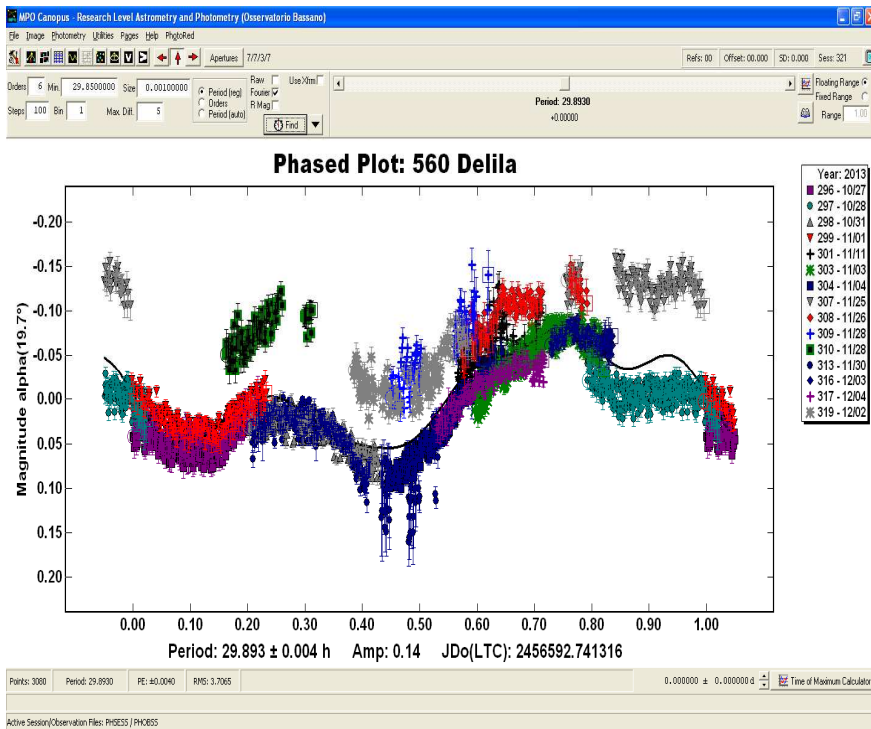 MPO Canopus - Research Level Astrometry and Photometry (Osservatorio Bassano)
File Image Photometry Utilities Pages Help PhotoRed
Apertures 7/7/3/7 Refs: 00 Offset: 00.000 SD: 0.000 Sess: 321
Orders 6 Min. 29.8500000 Size 0.00100000
Steps 100 Bin 1 Max. Diff. 5
Period (reg)
Orders
Period (auto)
Raw
Fourier
R Mag
Use Xfrm
Find
Period: 29.8930
+0.00000
Floating Range
Fixed Range
Range 1.00
Phased Plot: 560 Delila
Year: 2013
296 - 10/27
297 - 10/28
298 - 10/31
299 - 11/01
301 - 11/11
303 - 11/03
304 - 11/04
307 - 11/25
308 - 11/26
309 - 11/28
310 - 11/28
313 - 11/30
316 - 12/03
317 - 12/04
319 - 12/02
Magnitude alpha(19.7°)
-0.20
-0.15
-0.10
-0.05
0.00
0.05
0.10
0.15
0.20
0.00 0.10 0.20 0.30 0.40 0.50 0.60 0.70 0.80 0.90 1.00
Period: 29.893 ± 0.004 h Amp: 0.14 JDo(LTC): 2456592.741316
Points: 3080 Period: 29.8930 PE: ±0.0040 RMS: 3.7065 0.000000 ± 0.000000 d Time of Maximum Calculator
Active Session/Observation Files: PHSESS / PHOBSS